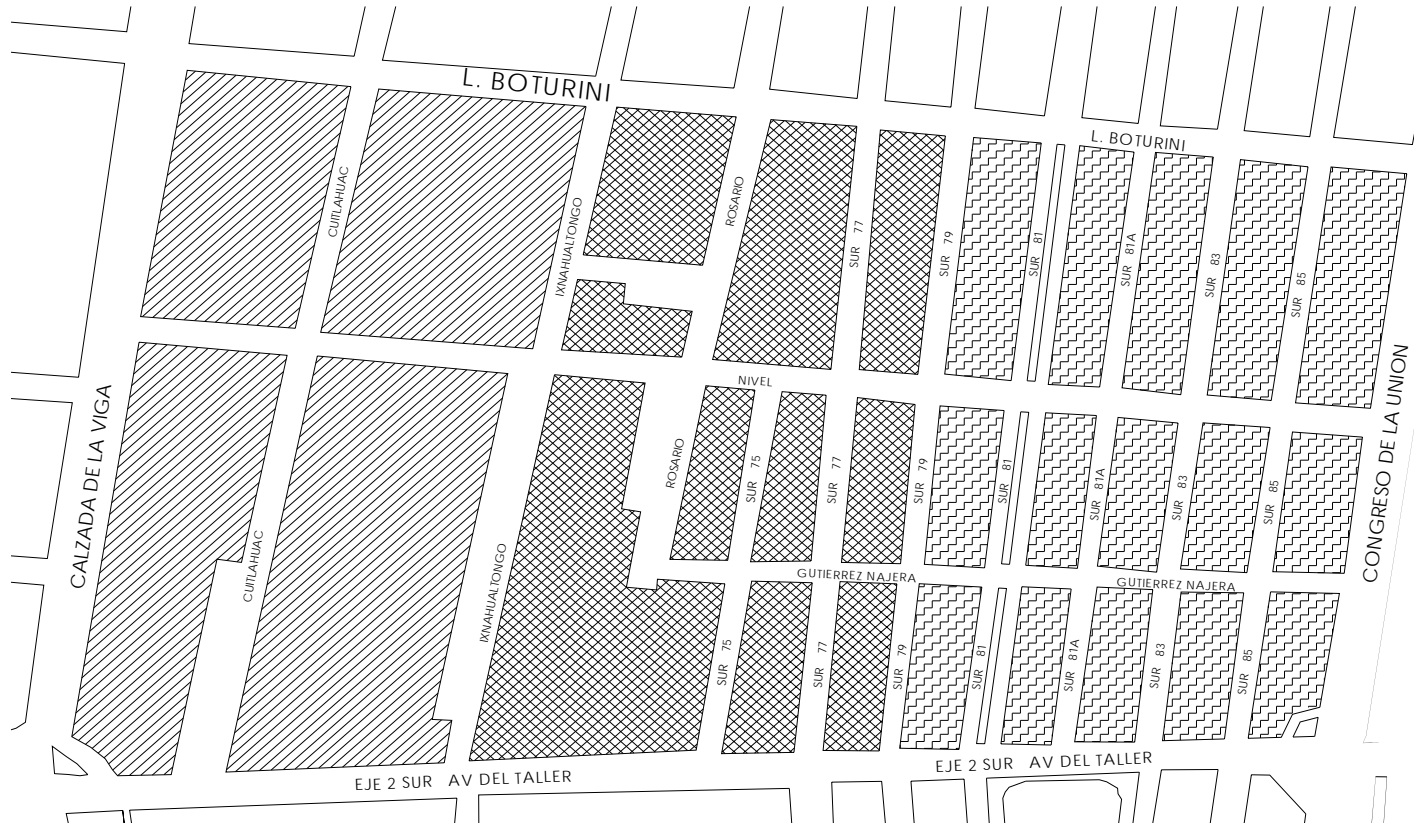 L. BOTURINI
L. BOTURINI
CUITLAHUAC
IXNAHUALTONGO
ROSARIO
SUR 77
SUR 79
SUR 81
SUR 81A
SUR 83
SUR 85
CALZADA DE LA VIGA
NIVEL
CONGRESO DE LA UNION
ROSARIO
SUR 75
SUR 77
SUR 79
SUR 81
SUR 81A
SUR 83
SUR 85
CUITLAHUAC
IXNAHUALTONGO
GUTIERREZ NAJERA
GUTIERREZ NAJERA
SUR 75
SUR 77
SUR 79
SUR 81
SUR 81A
SUR 83
SUR 85
EJE 2 SUR AV DEL TALLER
EJE 2 SUR AV DEL TALLER